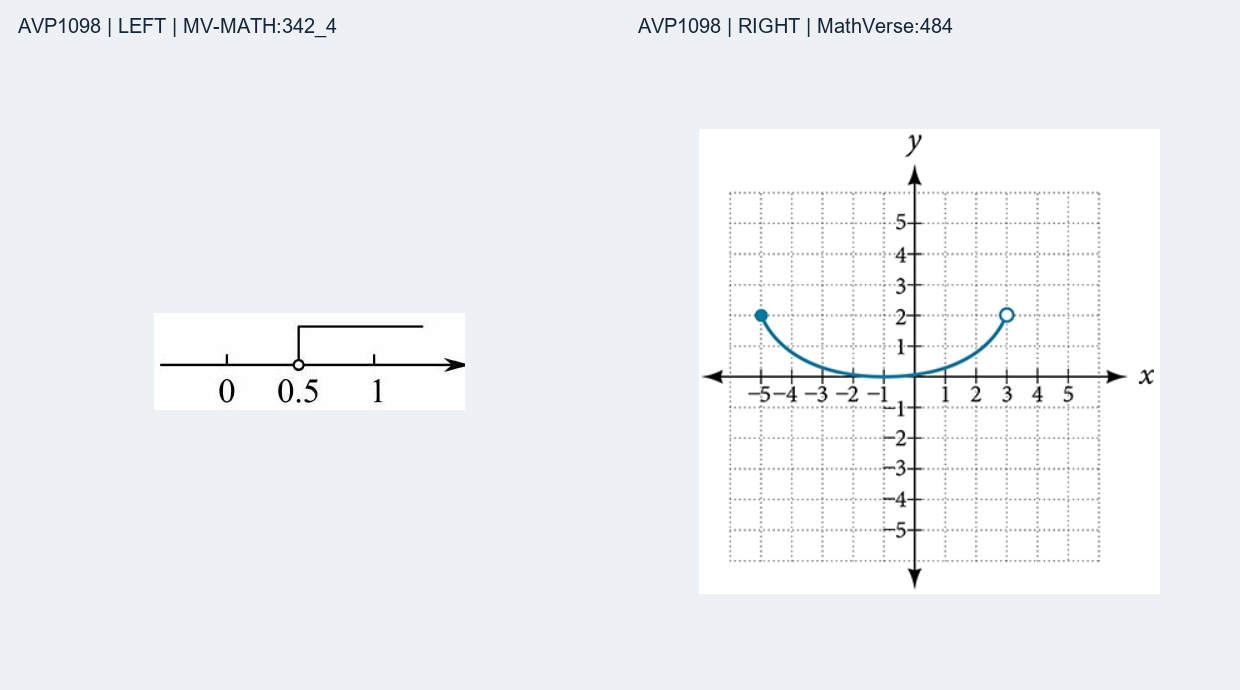 AVP1098 | LEFT | MV-MATH:342_4
AVP1098 | RIGHT | MathVerse:484
0 0.5 1
y
5
4
3
2
1
x
−5 −4 −3 −2 −1 1 2 3 4 5
−1
−2
−3
−4
−5